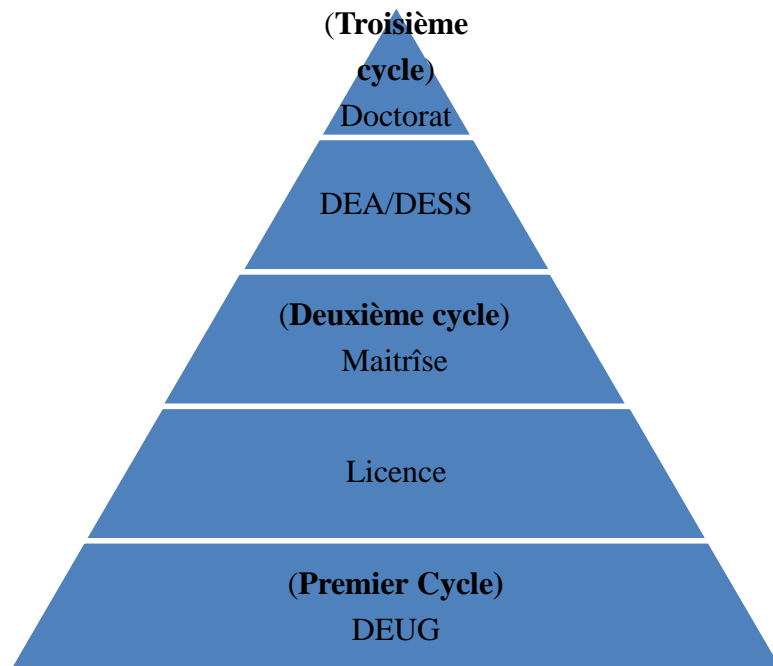 (Troisième
cycle)
Doctorat
DEA/DESS
(Deuxième cycle)
Maitrîse
Licence
(Premier Cycle)
DEUG